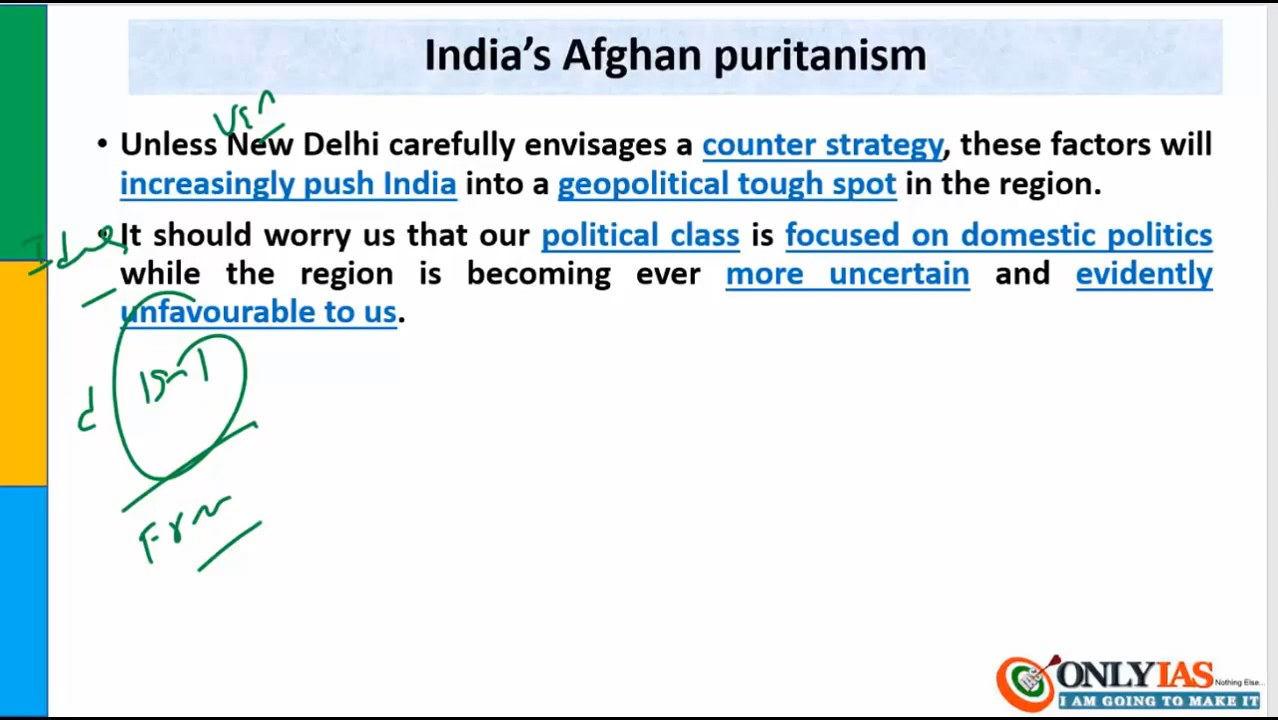 India's Afghan puritanism
• Unless New Delhi carefully envisages a counter strategy, these factors will
increasingly push India into a geopolitical tough spot in the region.
• It should worry us that our political class is focused on domestic politics
while the region is becoming ever more uncertain and evidently
unfavourable to us.
ONLYIAS
Nothing Else...
I AM GOING TO MAKE IT